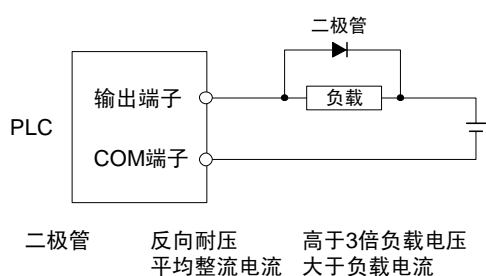 二极管
输出端子
负载
PLC
COM端子
二极管 反向耐压 高于3倍负载电压
平均整流电流 大于负载电流